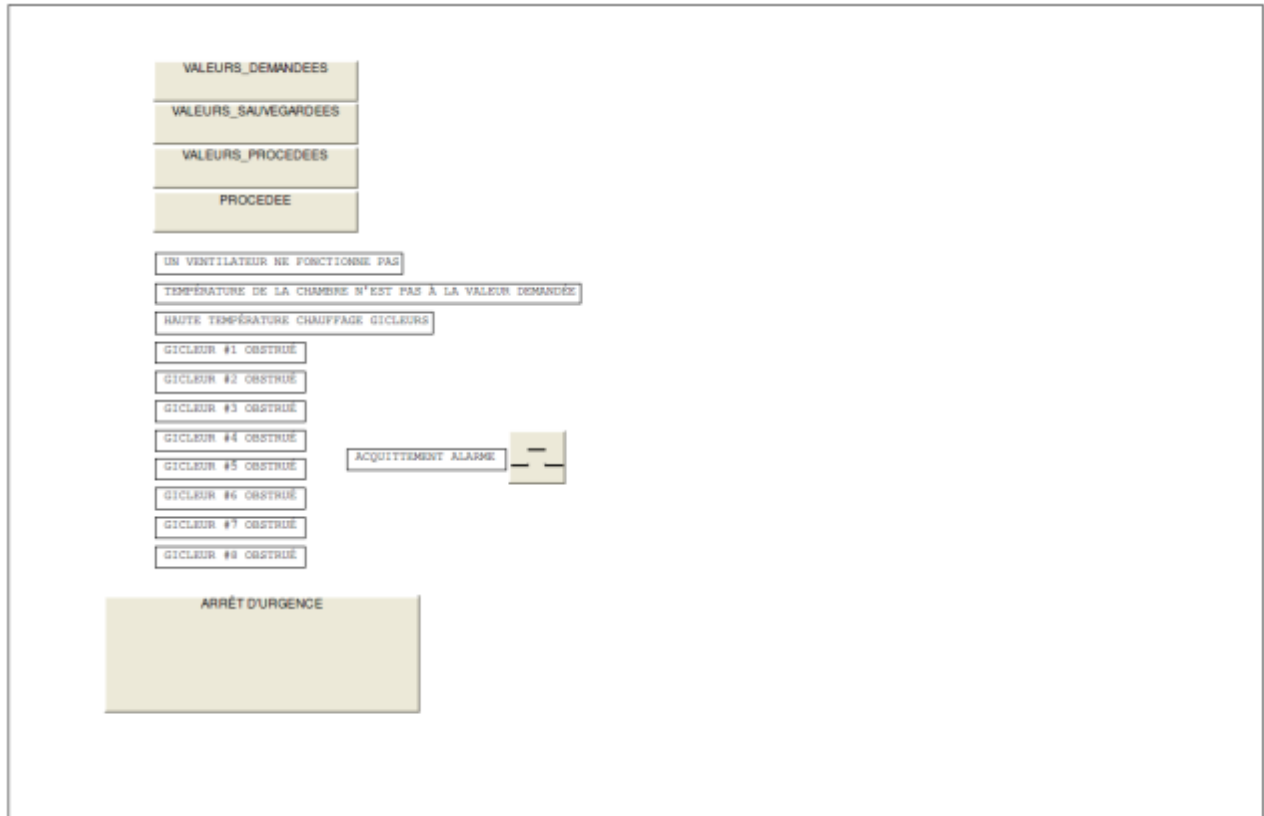 VALEURS_DEMANDEES
VALEURS_SAUVEGARDEES
VALEURS_PROCEDEES
PROCEDEE
UN VENTILATEUR NE FONCTIONNE PAS
TEMPÉRATURE DE LA CHAMBRE N'EST PAS À LA VALEUR DEMANDÉE
HAUTE TEMPÉRATURE CHAUFFAGE GICLEURS
GICLEUR #1 OBSTRUÉ
GICLEUR #2 OBSTRUÉ
GICLEUR #3 OBSTRUÉ
GICLEUR #4 OBSTRUÉ
ACQUITTEMENT ALARME
GICLEUR #5 OBSTRUÉ
GICLEUR #6 OBSTRUÉ
GICLEUR #7 OBSTRUÉ
GICLEUR #8 OBSTRUÉ
ARRÊT D'URGENCE